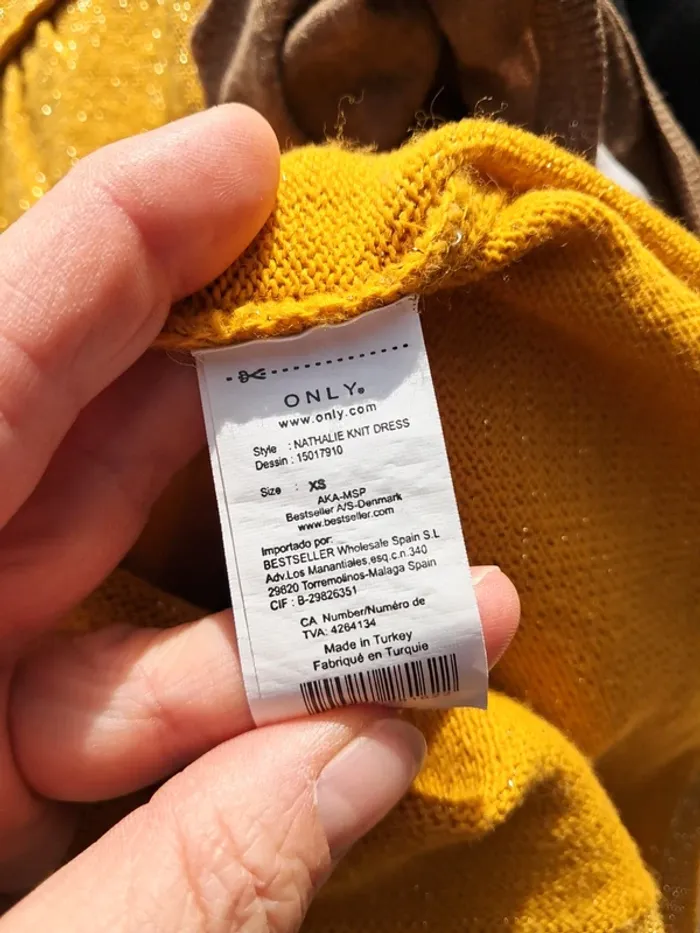 ONLY®
www.only.com
Style : NATHALIE KNIT DRESS
Dessin : 15017910
Size : XS
AKA-MSP
Bestseller A/S-Denmark
www.bestseller.com
Importado por:
BESTSELLER Wholesale Spain S.L
Adv.Los Manantiales,esq.c.n.340
29620 Torremolinos-Malaga Spain
CIF : B-29826351
CA Number/Numéro de
TVA: 4264134
Made in Turkey
Fabriqué en Turquie